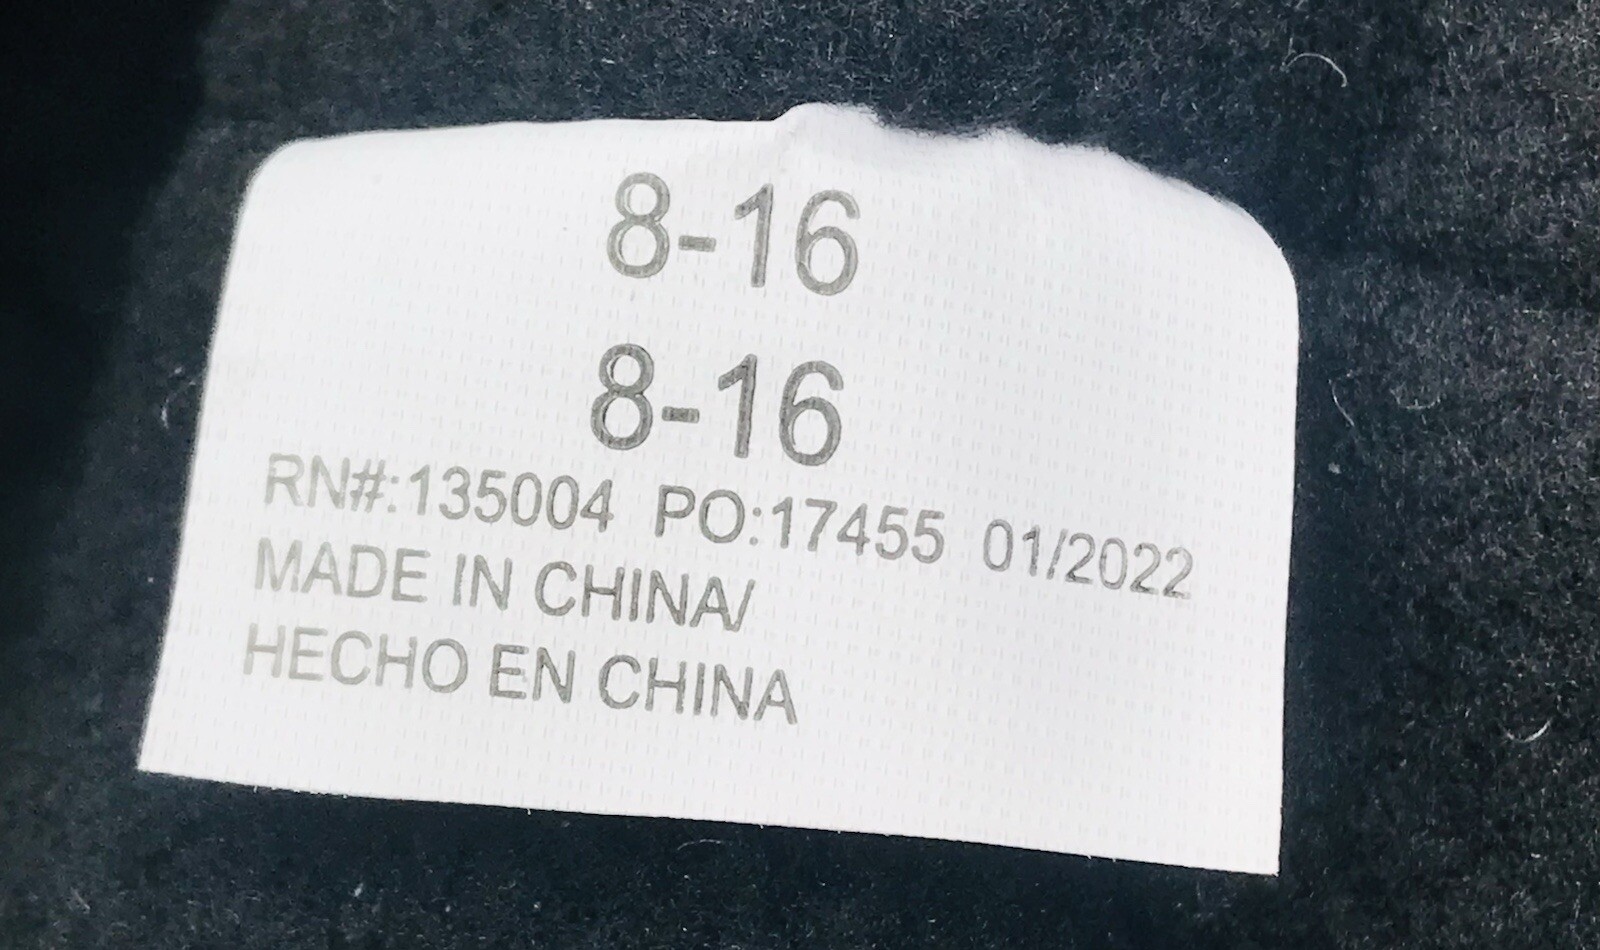 8-16
8-16
RN#:135004 PO:17455 01/2022
MADE IN CHINA/
HECHO EN CHINA